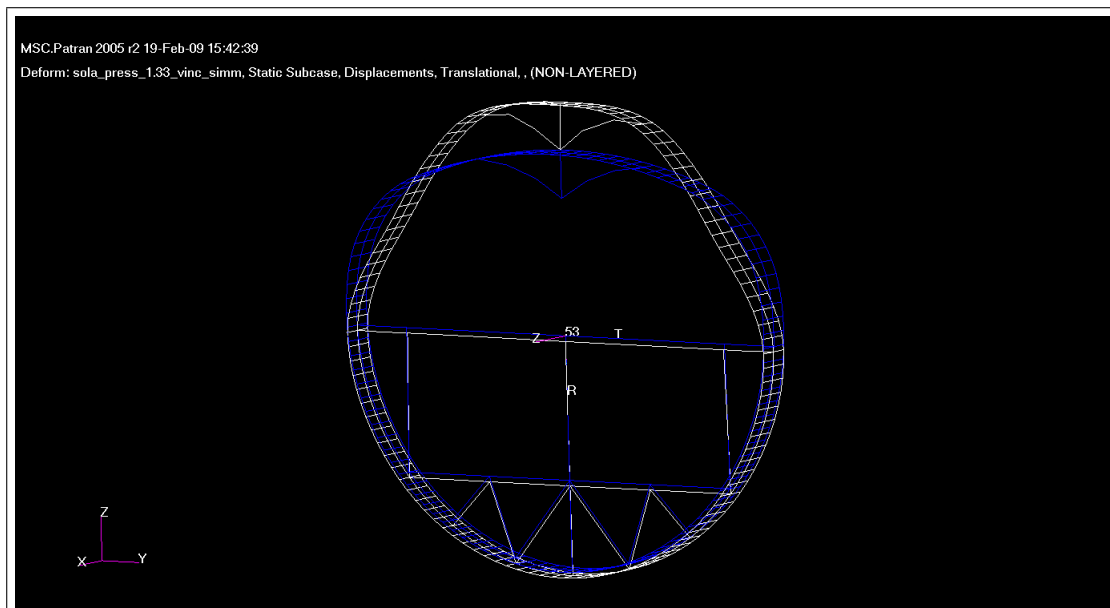 MSC.Patran 2005 r2 19-Feb-09 15:42:39
Deform: sola_press_1.33_vinc_simm, Static Subcase, Displacements, Translational, , (NON-LAYERED)
53
Z T
R
Z
X Y